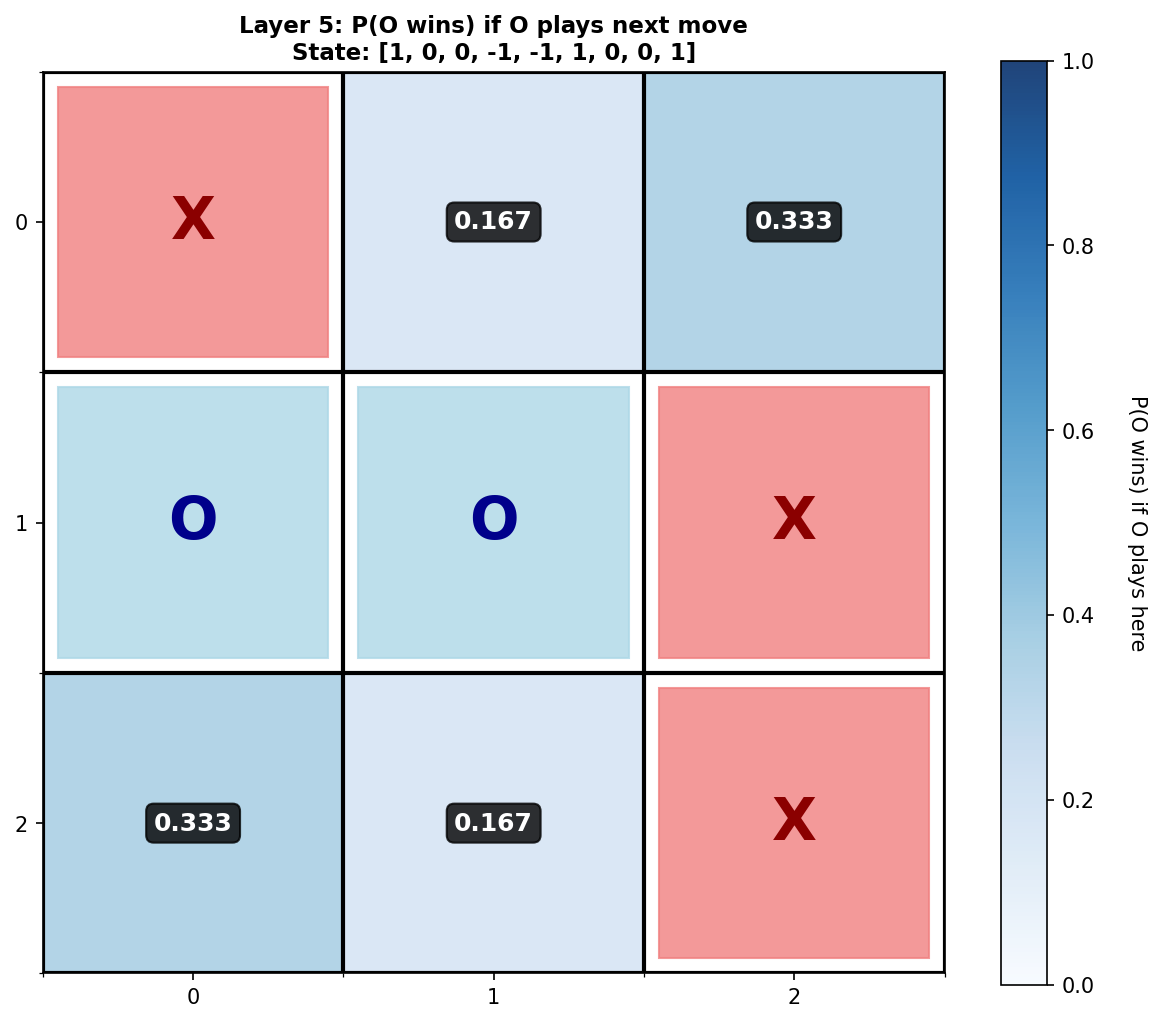 Layer 5: P(O wins) if O plays next move
State: [1, 0, 0, -1, -1, 1, 0, 0, 1]
0
X
0.167
0.333
1
O
O
X
2
0.333
0.167
X
0
1
2
1.0
0.8
0.6
0.4
0.2
0.0
P(O wins) if O plays here